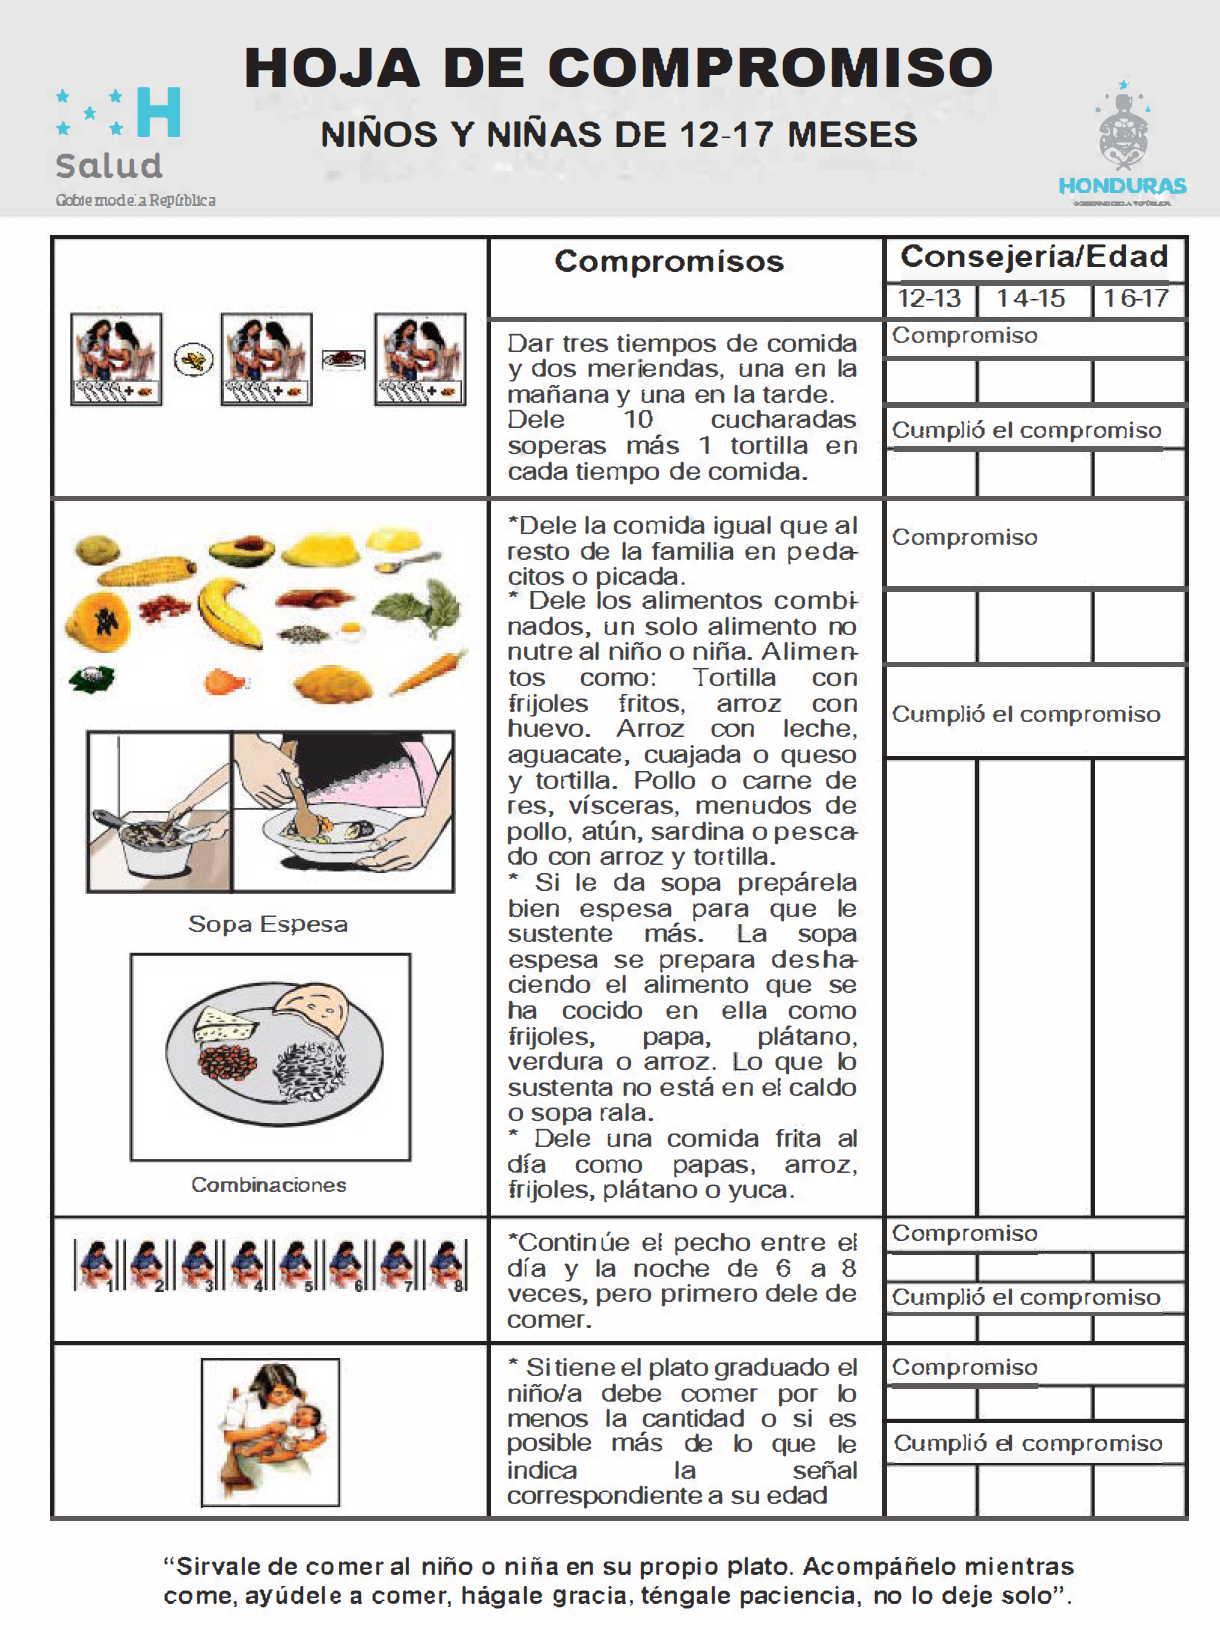 HOJA DE COMPROMISO
NIÑOS Y NIÑAS DE 12-17 MESES
H
Salud
Gobierno de la República
HONDURAS
Compromisos
Consejería/Edad
12-13 14-15 16-17
Dar tres tiempos de comida
y dos meriendas, una en la
mañana y una en la tarde.
Dele 10 cucharadas
soperas más 1 tortilla en
cada tiempo de comida.
Compromiso
Cumplió el compromiso
*Dele la comida igual que al
resto de la familia en peda-
citos o picada.
* Dele los alimentos combi-
nados, un solo alimento no
nutre al niño o niña. Alimen-
tos como: Tortilla con
frijoles fritos, arroz con
huevo. Arroz con leche,
aguacate, cuajada o queso
y tortilla. Pollo o carne de
res, vísceras, menudos de
pollo, atún, sardina o pesca-
do con arroz y tortilla.
* Si le da sopa prepárela
bien espesa para que le
sustente más. La sopa
espesa se prepara desha-
ciendo el alimento que se
ha cocido en ella como
frijoles, papa, plátano,
verdura o arroz. Lo que lo
sustenta no está en el caldo
o sopa rala.
* Dele una comida frita al
día como papas, arroz,
frijoles, plátano o yuca.
Sopa Espesa
Combinaciones
Compromiso
Cumplió el compromiso
1 2 3 4 5 6 7 8
*Continúe el pecho entre el
día y la noche de 6 a 8
veces, pero primero dele de
comer.
Compromiso
Cumplió el compromiso
* Si tiene el plato graduado el
niño/a debe comer por lo
menos la cantidad o si es
posible más de lo que le
indica la señal
correspondiente a su edad
Compromiso
Cumplió el compromiso
“Sirvale de comer al niño o niña en su propio plato. Acompáñelo mientras
come, ayúdele a comer, hágale gracia, téngale paciencia, no lo deje solo”.